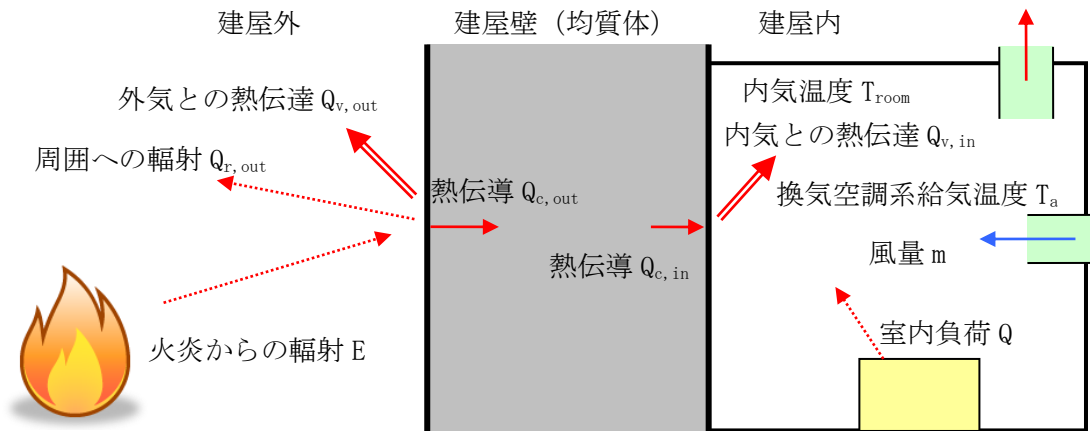 建屋外
建屋壁（均質体）
建屋内
外気との熱伝達 Qv,out
周囲への輻射 Qr,out
火炎からの輻射 E
熱伝導 Qc,out
熱伝導 Qc,in
内気温度 Troom
内気との熱伝達 Qv,in
換気空調系給気温度 Ta
風量 m
室内負荷 Q